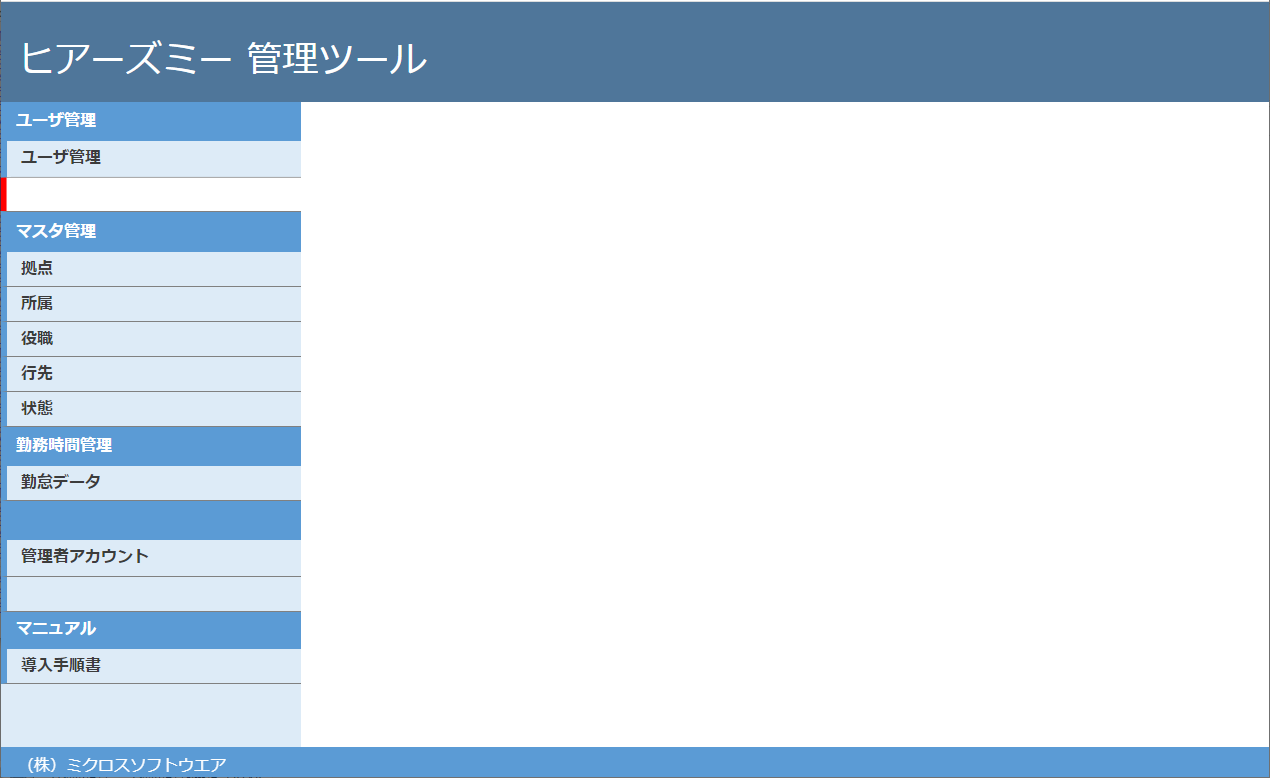 ヒアーズミー 管理ツール
ユーザ管理
ユーザ管理
マスタ管理
拠点
所属
役職
行先
状態
勤務時間管理
勤怠データ
管理者アカウント
マニュアル
導入手順書
（株）ミクロスソフトウエア